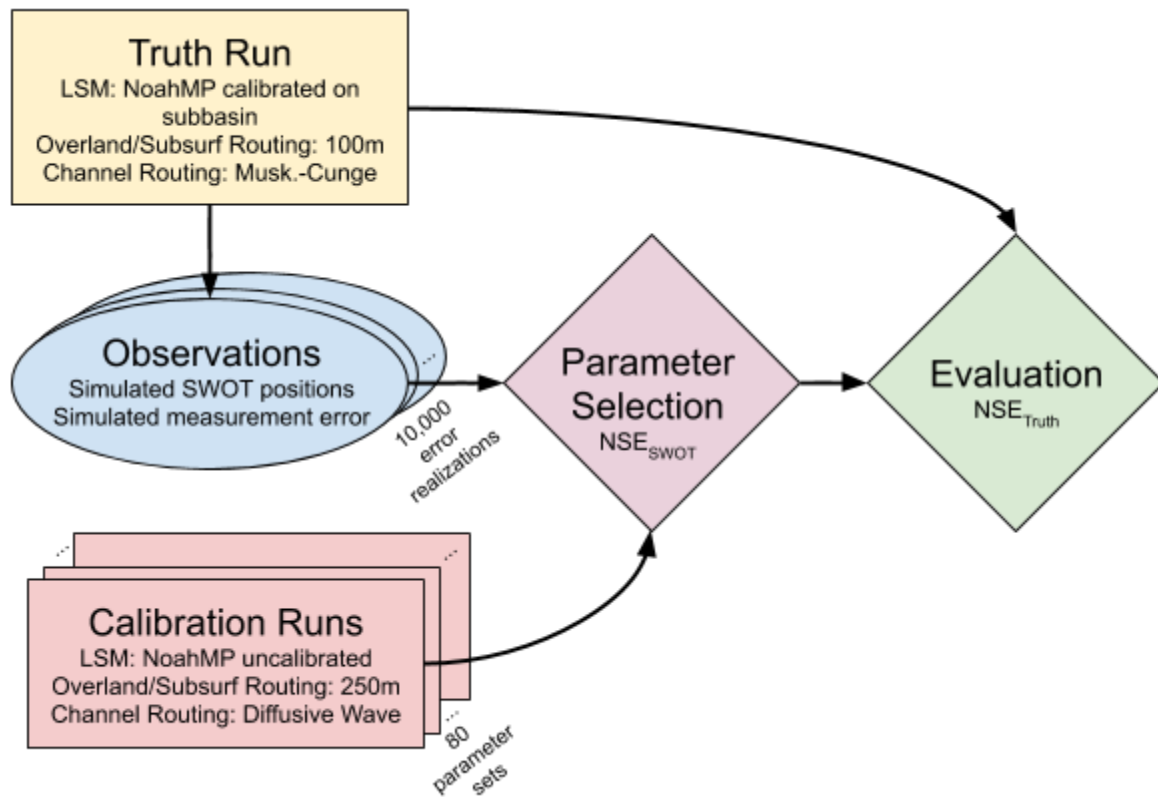 Truth Run
LSM: NoahMP calibrated on
subbasin
Overland/Subsurf Routing: 100m
Channel Routing: Musk.-Cunge
Observations
Simulated SWOT positions
Simulated measurement error
...
10,000
error
realizations
Parameter
Selection
NSE_SWOT
Evaluation
NSE_Truth
...
...
Calibration Runs
LSM: NoahMP uncalibrated
Overland/Subsurf Routing: 250m
Channel Routing: Diffusive Wave
...
80
parameter
sets